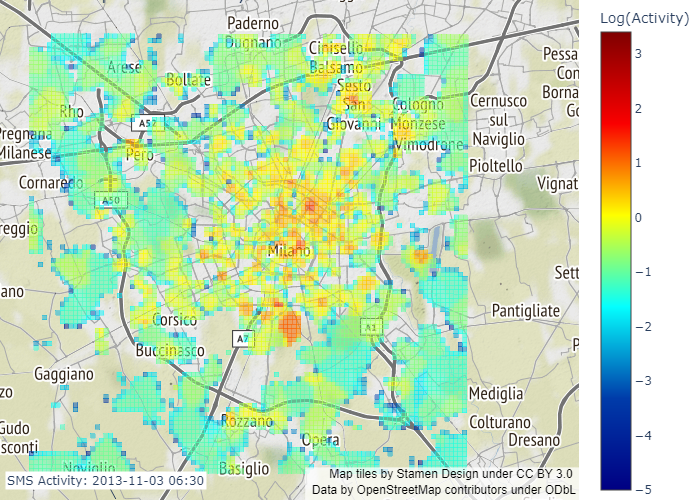 Log(Activity)
3
2
1
0
−1
−2
−3
−4
−5
Paderno
Dugnano
Cinisello
Balsamo
Arese
Bollate
Sesto
San
Giovanni
Cologno
Monzese
Vimodrone
Cernusco
sul
Naviglio
Pessa
Con
Borna
Go
Rho
A52
Pregnana
Milanese
Pero
Pioltello
Cornaredo
A50
Vignat
reggio
Milano
Sett
ano
Pantigliate
Corsico
A7
A1
Buccinasco
P
Gaggiano
zo
Mediglia
Rozzano
Colturano
Gudo
sconti
Opera
Dresano
Noviglio
Basiglio
SMS Activity: 2013-11-03 06:30
Map tiles by Stamen Design under CC BY 3.0
Data by OpenStreetMap contributors under ODbL